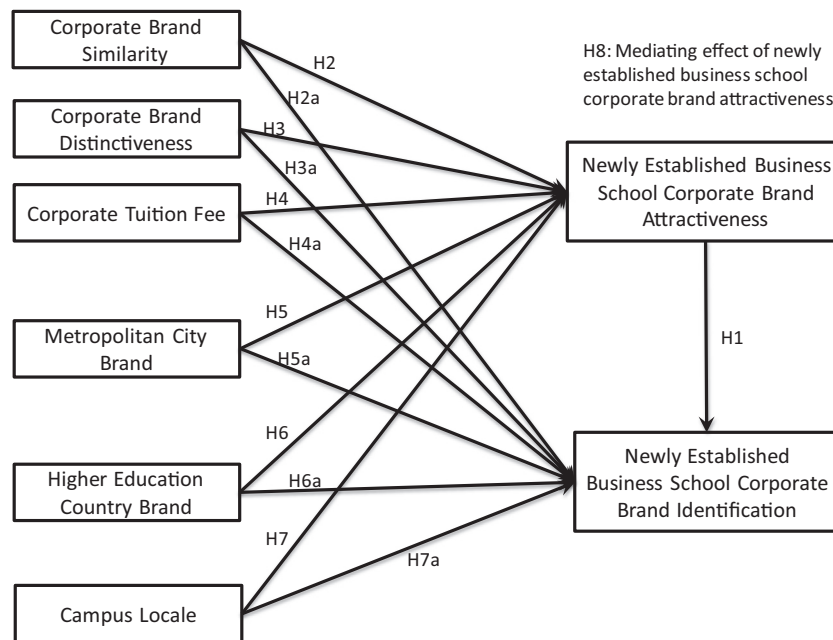 Corporate Brand
Similarity
H2
H2a
H8: Mediating effect of newly
established business school
corporate brand attractiveness
Corporate Brand
Distinctiveness
H3
H3a
Newly Established Business
School Corporate Brand
Attractiveness
Corporate Tuition Fee
H4
H4a
Metropolitan City
Brand
H5
H5a
H1
Higher Education
Country Brand
H6
H6a
Newly Established
Business School Corporate
Brand Identification
Campus Locale
H7
H7a